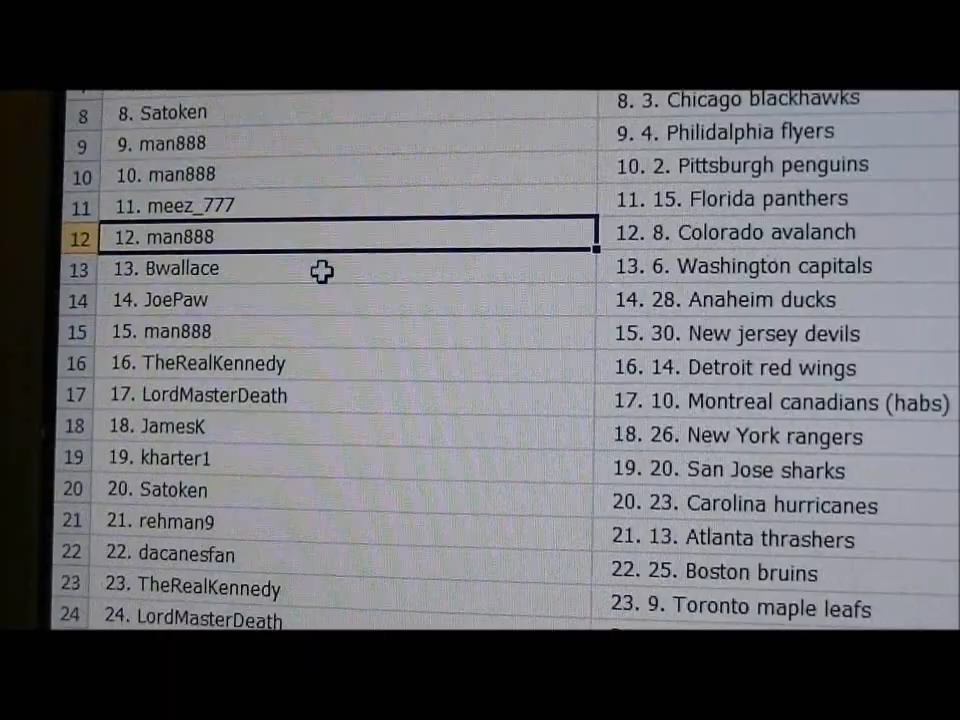 8 8. Satoken 8. 3. Chicago blackhawks
9 9. man888 9. 4. Philidalphia flyers
10 10. man888 10. 2. Pittsburgh penguins
11 11. meez_777 11. 15. Florida panthers
12 12. man888 12. 8. Colorado avalanch
13 13. Bwallace 13. 6. Washington capitals
14 14. JoePaw 14. 28. Anaheim ducks
15 15. man888 15. 30. New jersey devils
16 16. TheRealKennedy 16. 14. Detroit red wings
17 17. LordMasterDeath 17. 10. Montreal canadians (habs)
18 18. JamesK 18. 26. New York rangers
19 19. kharter1 19. 20. San Jose sharks
20 20. Satoken 20. 23. Carolina hurricanes
21 21. rehman9 21. 13. Atlanta thrashers
22 22. dacanesfan 22. 25. Boston bruins
23 23. TheRealKennedy 23. 9. Toronto maple leafs
24 24. LordMasterDeath